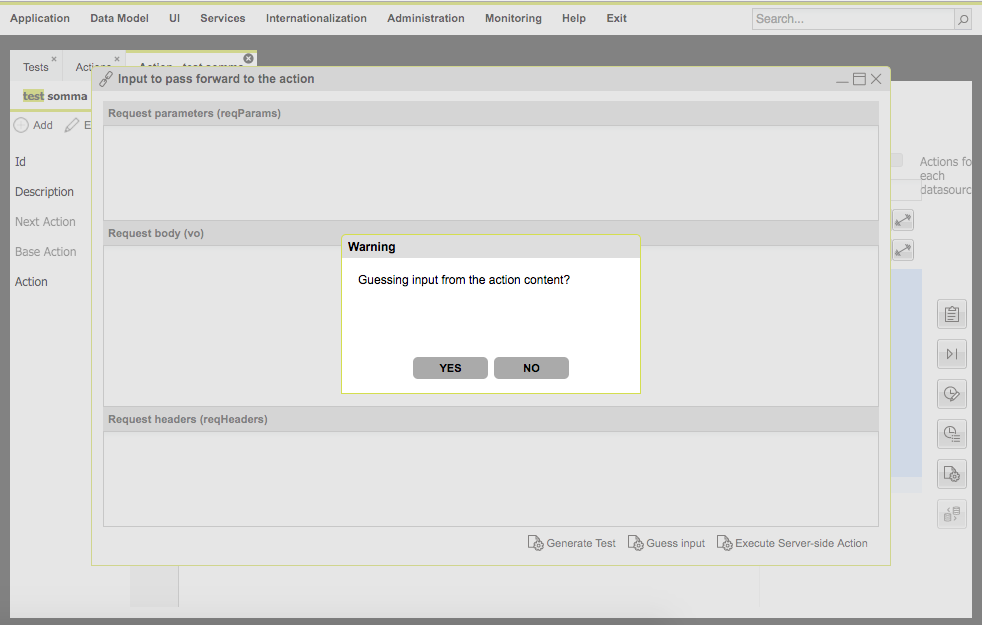 Application Data Model UI Services Internationalization Administration Monitoring Help Exit Search...
Tests Actions Action - test somma
Input to pass forward to the action
test somma
Request parameters (reqParams)
Add E
Id
Actions fo
each
datasourc
Description
Next Action
Request body (vo)
Warning
Base Action
Guessing input from the action content?
Action
YES NO
Request headers (reqHeaders)
Generate Test Guess input Execute Server-side Action